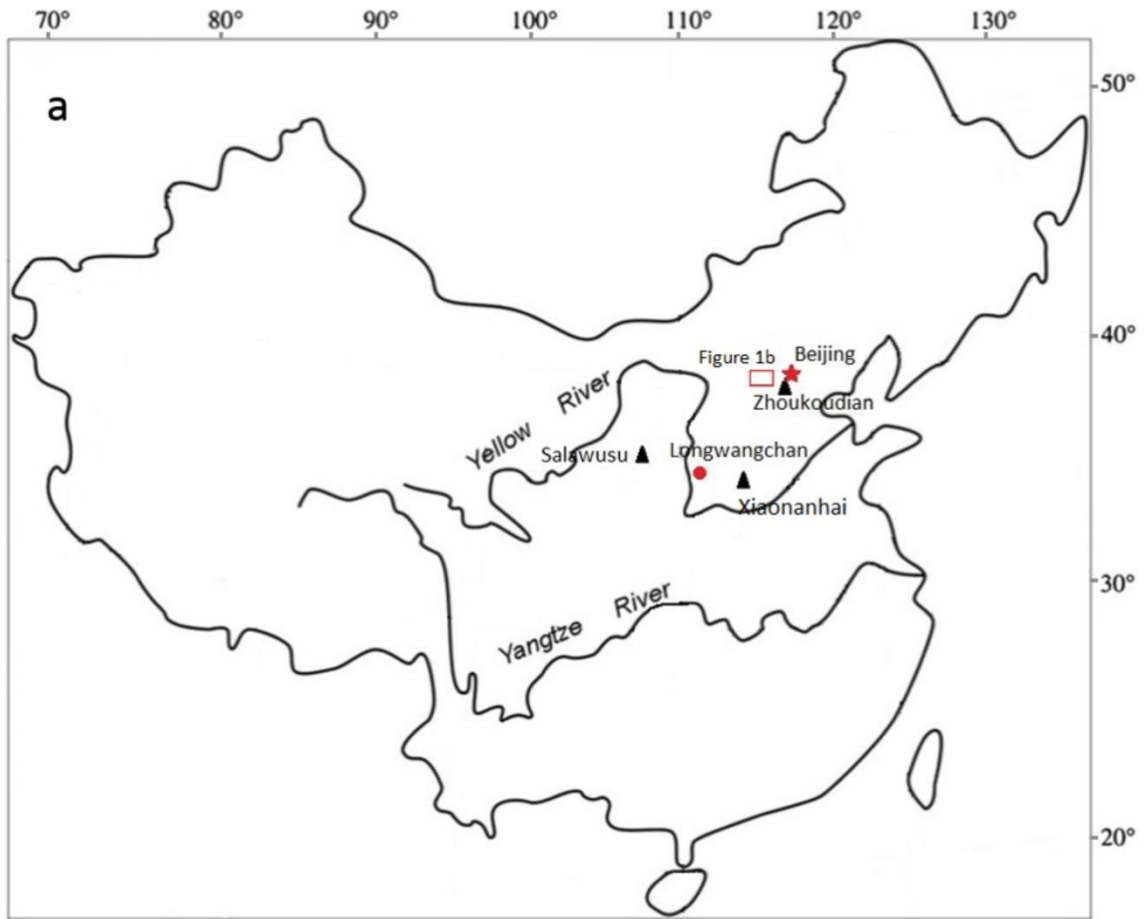 70° 80° 90° 100° 110° 120° 130°
a
50°
40°
Figure 1b
Beijing
Zhoukoudian
Yellow River
Salawusu
Longwangchan
Xiaonanhai
30°
Yangtze River
20°